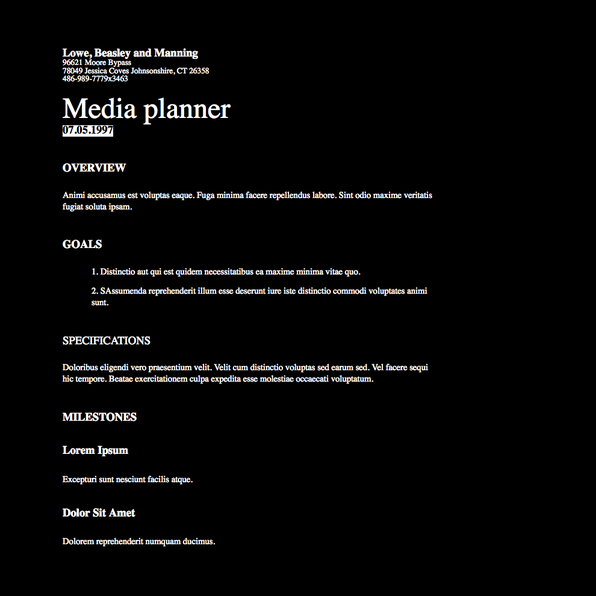 Lowe, Beasley and Manning
96621 Moore Bypass
78049 Jessica Coves Johnsonshire, CT 26358
486-989-7779x3463
Media planner
07.05.1997
OVERVIEW
Animi accusamus est voluptas eaque. Fuga minima facere repellendus labore. Sint odio maxime veritatis
fugiat soluta ipsam.
GOALS
1. Distinctio aut qui est quidem necessitatibus ea maxime minima vitae quo.
2. SAssumenda reprehenderit illum esse deserunt iure iste distinctio commodi voluptates animi
sunt.
SPECIFICATIONS
Doloribus eligendi vero praesentium velit. Velit cum distinctio voluptas sed earum sed. Vel facere sequi
hic tempore. Beatae exercitationem culpa expedita esse molestiae occaecati voluptatum.
MILESTONES
Lorem Ipsum
Excepturi sunt nesciunt facilis atque.
Dolor Sit Amet
Dolorem reprehenderit numquam ducimus.